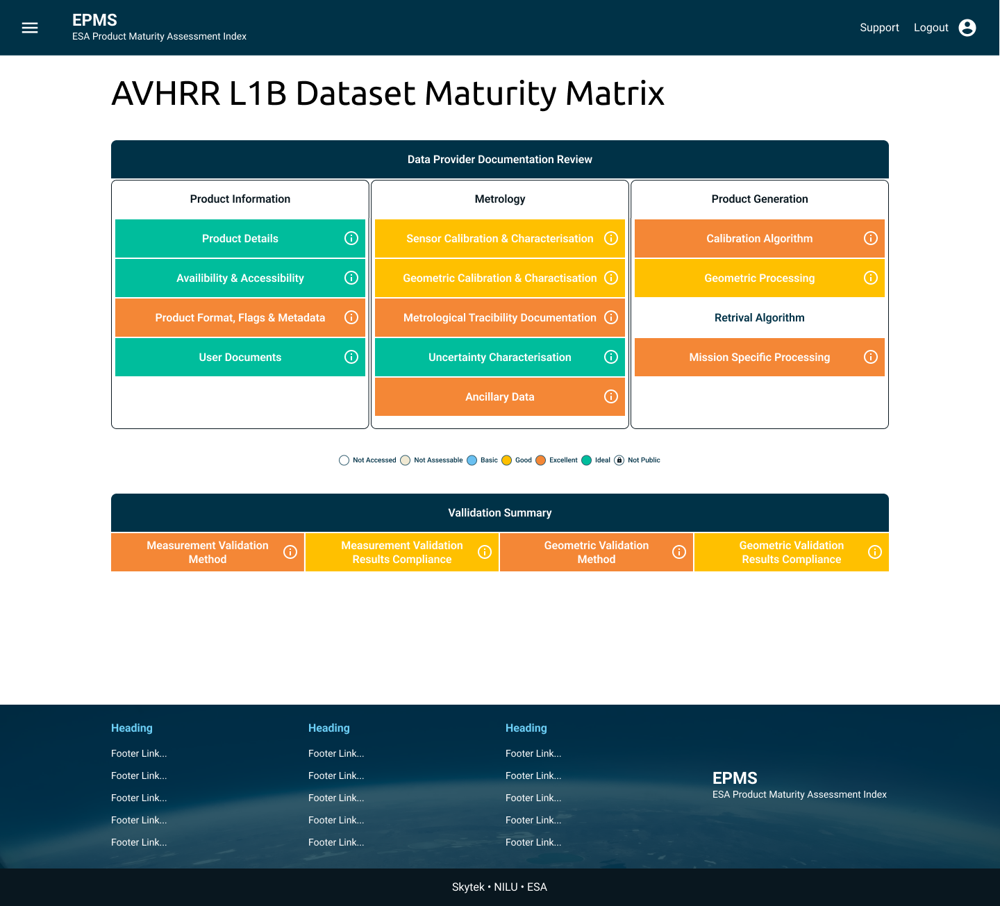 EPMS
ESA Product Maturity Assessment Index
Support
Logout
AVHRR L1B Dataset Maturity Matrix
Data Provider Documentation Review
Product Information
Product Details
Availibility & Accessibility
Product Format, Flags & Metadata
User Documents
Metrology
Sensor Calibration & Characterisation
Geometric Calibration & Charactisation
Metrological Tracibility Documentation
Uncertainty Characterisation
Ancillary Data
Product Generation
Calibration Algorithm
Geometric Processing
Retrival Algorithm
Mission Specific Processing
Not Accessed
Not Assessable
Basic
Good
Excellent
Ideal
Not Public
Vallidation Summary
Measurement Validation
Method
Measurement Validation
Results Compliance
Geometric Validation
Method
Geometric Validation
Results Compliance
Heading
Footer Link...
Footer Link...
Footer Link...
Footer Link...
Footer Link...
Heading
Footer Link...
Footer Link...
Footer Link...
Footer Link...
Footer Link...
Heading
Footer Link...
Footer Link...
Footer Link...
Footer Link...
Footer Link...
EPMS
ESA Product Maturity Assessment Index
Skytek • NILU • ESA